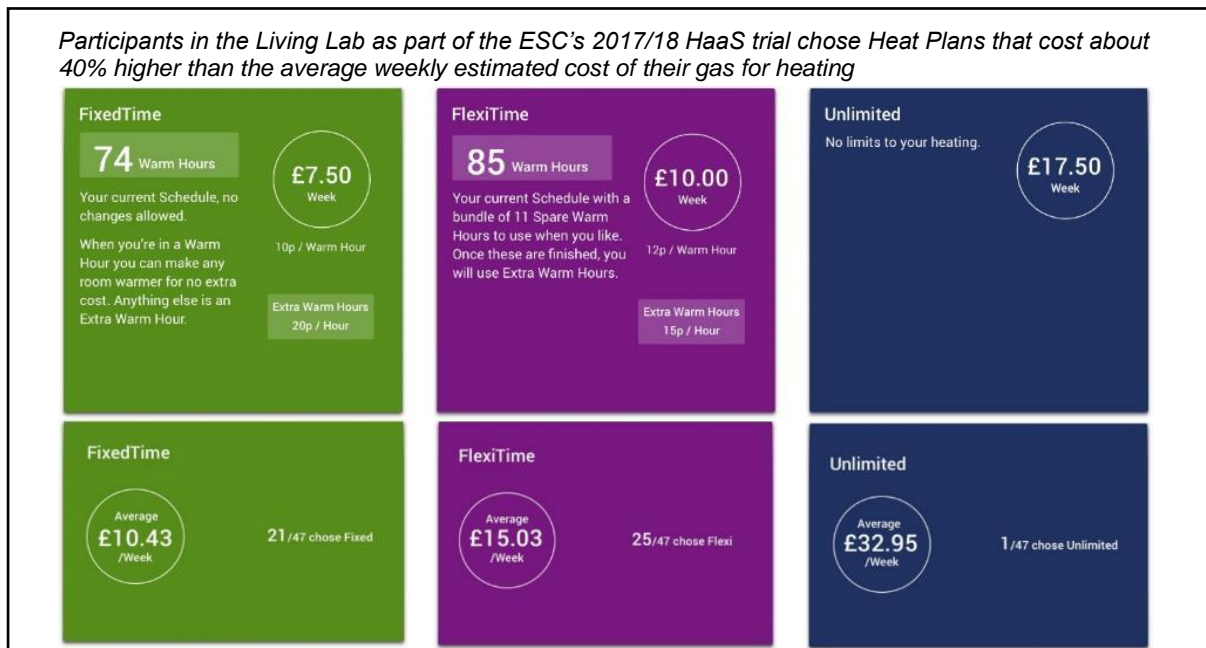 Participants in the Living Lab as part of the ESC’s 2017/18 HaaS trial chose Heat Plans that cost about
40% higher than the average weekly estimated cost of their gas for heating
FixedTime
74 Warm Hours
Your current Schedule, no
changes allowed.
When you're in a Warm
Hour you can make any
room warmer for no extra
cost. Anything else is an
Extra Warm Hour.
£7.50
Week
10p / Warm Hour
Extra Warm Hours
20p / Hour
FlexiTime
85 Warm Hours
Your current Schedule with a
bundle of 11 Spare Warm
Hours to use when you like.
Once these are finished, you
will use Extra Warm Hours.
£10.00
Week
12p / Warm Hour
Extra Warm Hours
15p / Hour
Unlimited
No limits to your heating.
£17.50
Week
FixedTime
Average
£10.43
/Week
21/47 chose Fixed
FlexiTime
Average
£15.03
/Week
25/47 chose Flexi
Unlimited
Average
£32.95
/Week
1/47 chose Unlimited